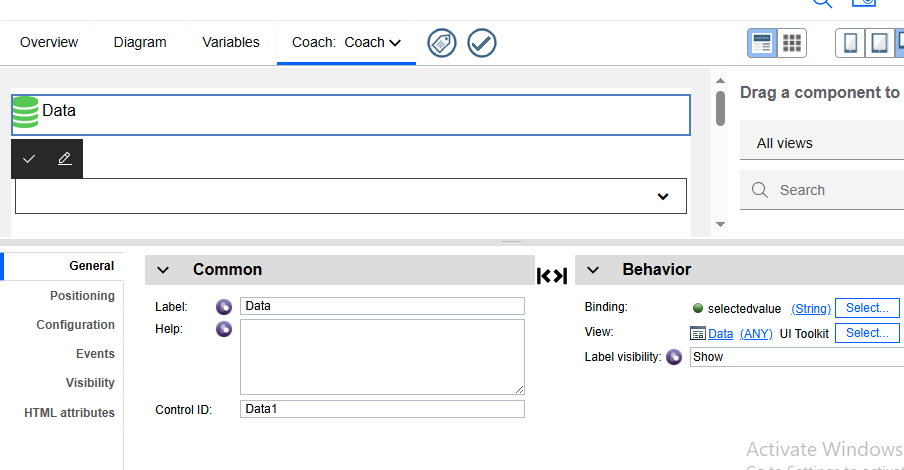 Overview Diagram Variables Coach: Coach
Data
Drag a component to
All views
Search
General
Positioning
Configuration
Events
Visibility
HTML attributes
Common
Label: Data
Help:
Control ID: Data1
Behavior
Binding: selectedvalue (String) Select...
View: Data (ANY) UI Toolkit Select...
Label visibility: Show
Activate Windows